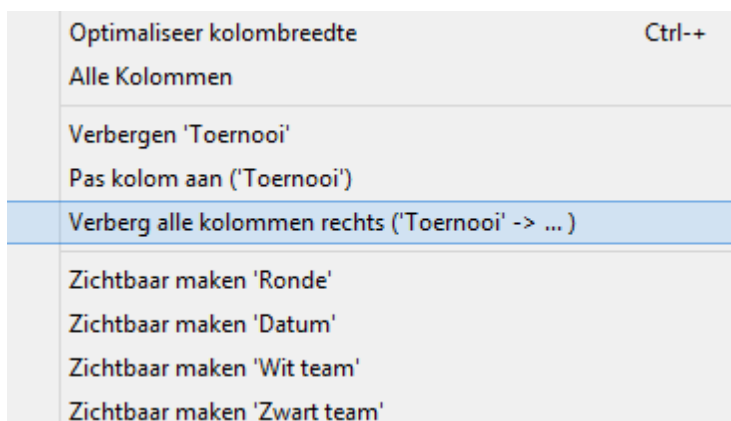 Optimaliseer kolombreedte Ctrl-+
Alle Kolommen
Verbergen 'Toernooi'
Pas kolom aan ('Toernooi')
Verberg alle kolommen rechts ('Toernooi' -> ... )
Zichtbaar maken 'Ronde'
Zichtbaar maken 'Datum'
Zichtbaar maken 'Wit team'
Zichtbaar maken 'Zwart team'